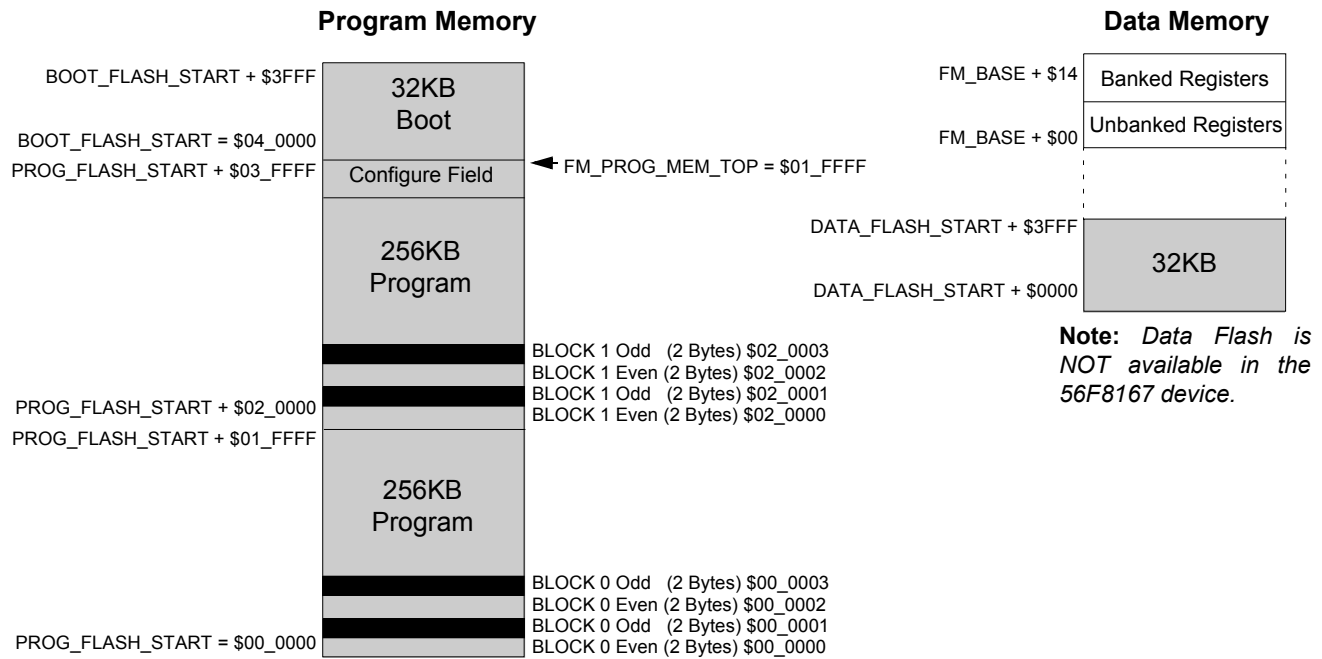 Program Memory
BOOT_FLASH_START + $3FFF
32KB
Boot
BOOT_FLASH_START = $04_0000
PROG_FLASH_START + $03_FFFF
Configure Field
FM_PROG_MEM_TOP = $01_FFFF
256KB
Program
BLOCK 1 Odd (2 Bytes) $02_0003
BLOCK 1 Even (2 Bytes) $02_0002
BLOCK 1 Odd (2 Bytes) $02_0001
BLOCK 1 Even (2 Bytes) $02_0000
PROG_FLASH_START + $02_0000
PROG_FLASH_START + $01_FFFF
256KB
Program
BLOCK 0 Odd (2 Bytes) $00_0003
BLOCK 0 Even (2 Bytes) $00_0002
BLOCK 0 Odd (2 Bytes) $00_0001
BLOCK 0 Even (2 Bytes) $00_0000
PROG_FLASH_START = $00_0000
Data Memory
FM_BASE + $14
Banked Registers
Unbanked Registers
FM_BASE + $00
DATA_FLASH_START + $3FFF
32KB
DATA_FLASH_START + $0000
Note: Data Flash is
NOT available in the
56F8167 device.